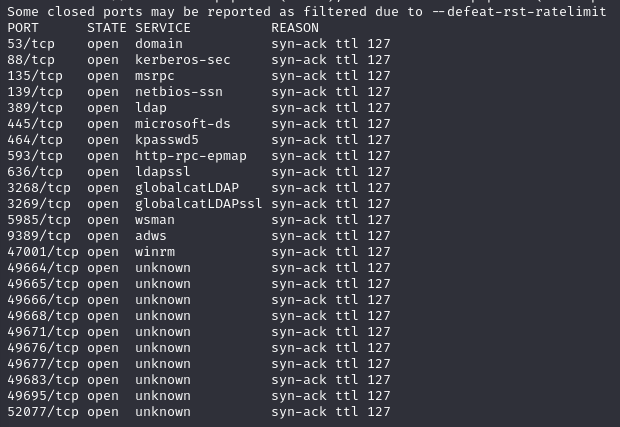 Some closed ports may be reported as filtered due to --defeat-rst-ratelimit
PORT STATE SERVICE REASON
53/tcp open domain syn-ack ttl 127
88/tcp open kerberos-sec syn-ack ttl 127
135/tcp open msrpc syn-ack ttl 127
139/tcp open netbios-ssn syn-ack ttl 127
389/tcp open ldap syn-ack ttl 127
445/tcp open microsoft-ds syn-ack ttl 127
464/tcp open kpasswd5 syn-ack ttl 127
593/tcp open http-rpc-epmap syn-ack ttl 127
636/tcp open ldapssl syn-ack ttl 127
3268/tcp open globalcatLDAP syn-ack ttl 127
3269/tcp open globalcatLDAPssl syn-ack ttl 127
5985/tcp open wsman syn-ack ttl 127
9389/tcp open adws syn-ack ttl 127
47001/tcp open winrm syn-ack ttl 127
49664/tcp open unknown syn-ack ttl 127
49665/tcp open unknown syn-ack ttl 127
49666/tcp open unknown syn-ack ttl 127
49668/tcp open unknown syn-ack ttl 127
49671/tcp open unknown syn-ack ttl 127
49676/tcp open unknown syn-ack ttl 127
49677/tcp open unknown syn-ack ttl 127
49683/tcp open unknown syn-ack ttl 127
49695/tcp open unknown syn-ack ttl 127
52077/tcp open unknown syn-ack ttl 127